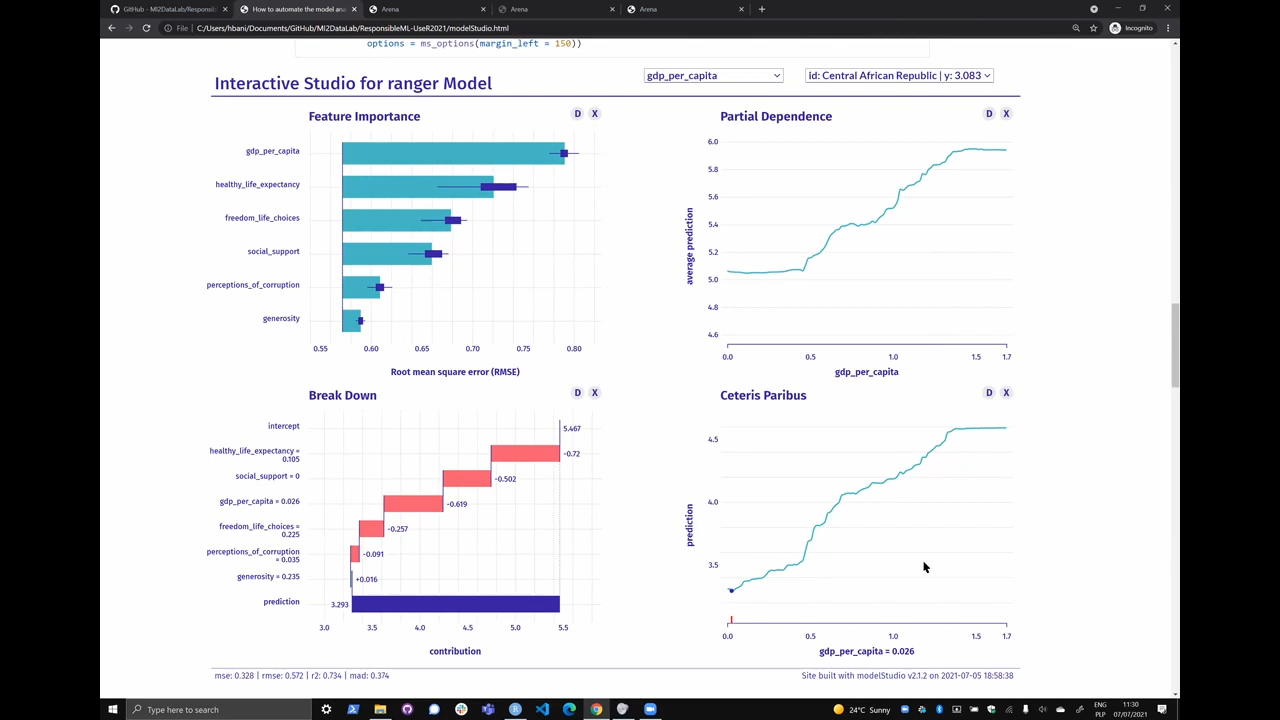 GitHub - MI2DataLab/Responsib
How to automate the model ana
Arena
Arena
Arena
File
C:/Users/hbani/Documents/GitHub/MI2DataLab/ResponsibleML-UseR2021/modelStudio.html
Incognito
options = ms_options(margin_left = 150))
Interactive Studio for ranger Model
gdp_per_capita
id: Central African Republic | y: 3.083
Feature Importance
D X
gdp_per_capita
healthy_life_expectancy
freedom_life_choices
social_support
perceptions_of_corruption
generosity
0.55 0.60 0.65 0.70 0.75 0.80
Root mean square error (RMSE)
Partial Dependence
D X
average prediction
6.0
5.8
5.6
5.4
5.2
5.0
4.8
4.6
0.0 0.5 1.0 1.5 1.7
gdp_per_capita
Break Down
D X
intercept 5.467
healthy_life_expectancy =
0.105
-0.72
social_support = 0 -0.502
gdp_per_capita = 0.026 -0.619
freedom_life_choices =
0.225
-0.257
perceptions_of_corruption
= 0.035
-0.091
generosity = 0.235 +0.016
prediction 3.293
3.0 3.5 4.0 4.5 5.0 5.5
contribution
Ceteris Paribus
D X
prediction
4.5
4.0
3.5
0.0 0.5 1.0 1.5 1.7
gdp_per_capita = 0.026
mse: 0.328 | rmse: 0.572 | r2: 0.734 | mad: 0.374
Site built with modelStudio v2.1.2 on 2021-07-05 18:58:38
Type here to search
24°C Sunny
ENG
PLP
11:30
07/07/2021